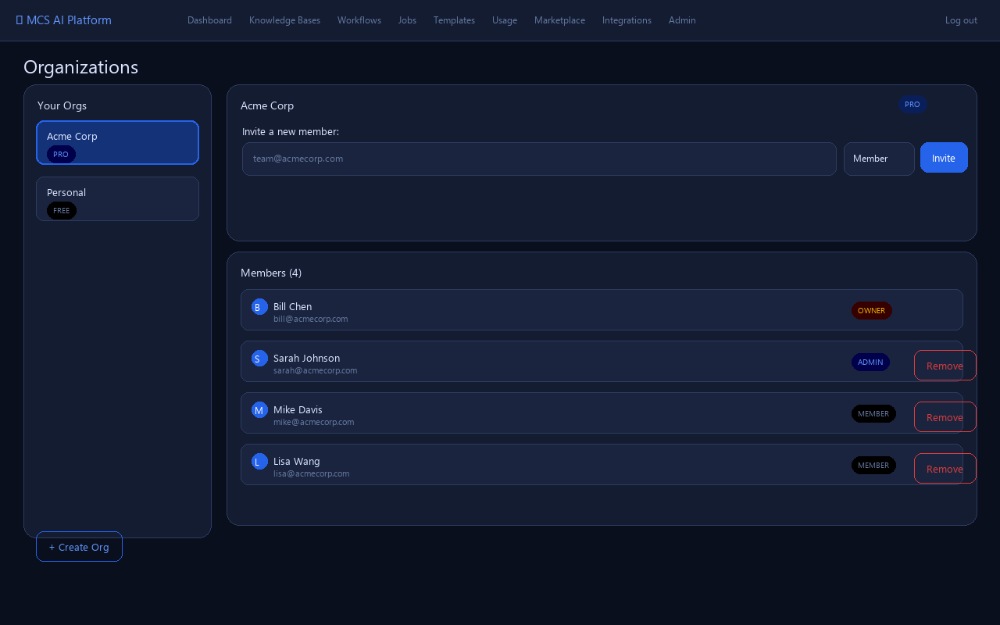 MCS AI Platform
Dashboard Knowledge Bases Workflows Jobs Templates Usage Marketplace Integrations Admin Log out
Organizations
Your Orgs
Acme Corp
PRO
Personal
FREE
+ Create Org
Acme Corp
PRO
Invite a new member:
team@acmecorp.com Member Invite
Members (4)
B Bill Chen OWNER
bill@acmecorp.com
S Sarah Johnson ADMIN Remove
sarah@acmecorp.com
M Mike Davis MEMBER Remove
mike@acmecorp.com
L Lisa Wang MEMBER Remove
lisa@acmecorp.com